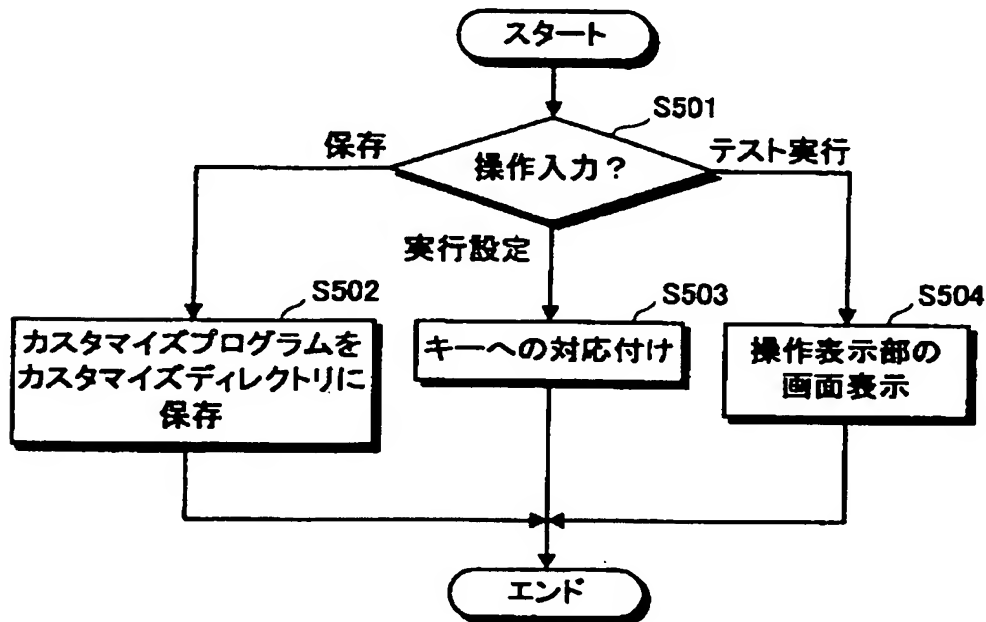 スタート
S501
操作入力?
保存
テスト実行
実行設定
S502
カスタマイズプログラムを
カスタマイズディレクトリに
保存
S503
キーへの対応付け
S504
操作表示部の
画面表示
エンド